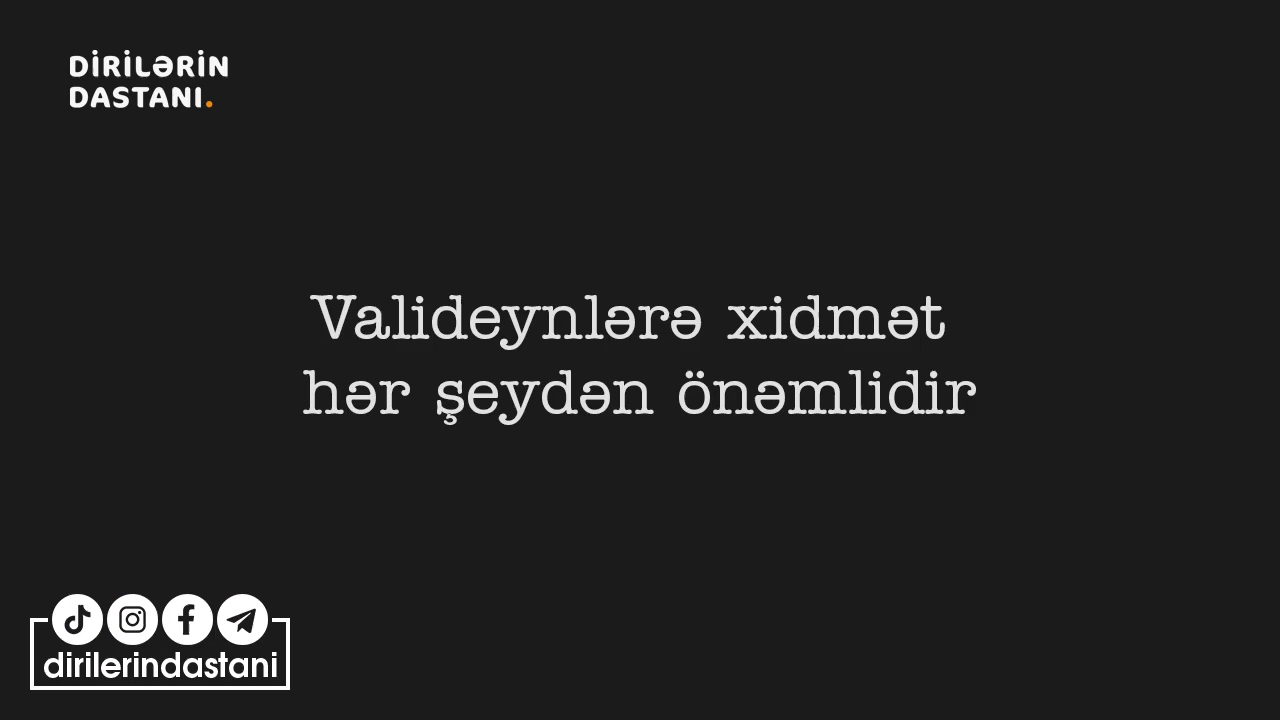 DİRİLƏRİN
DASTANI.
Valideynlərə xidmət
hər şeydən önəmlidir
dirilerindastani